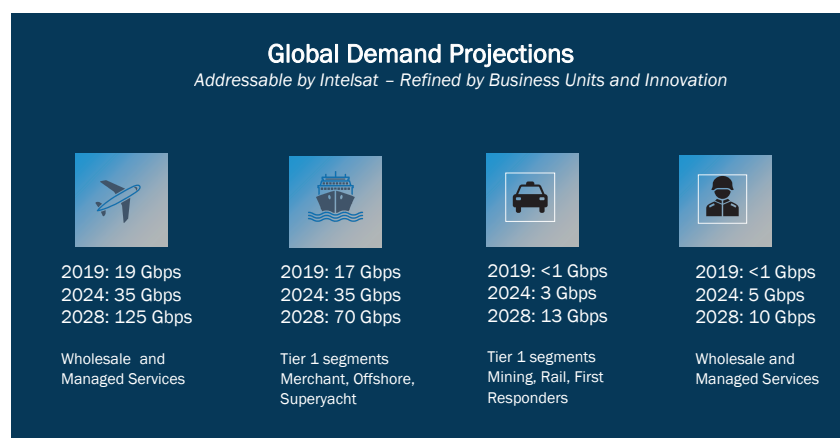 Global Demand Projections
Addressable by Intelsat – Refined by Business Units and Innovation
2019: 19 Gbps
2024: 35 Gbps
2028: 125 Gbps
Wholesale and
Managed Services
2019: 17 Gbps
2024: 35 Gbps
2028: 70 Gbps
Tier 1 segments
Merchant, Offshore,
Superyacht
2019: <1 Gbps
2024: 3 Gbps
2028: 13 Gbps
Tier 1 segments
Mining, Rail, First
Responders
2019: <1 Gbps
2024: 5 Gbps
2028: 10 Gbps
Wholesale and
Managed Services